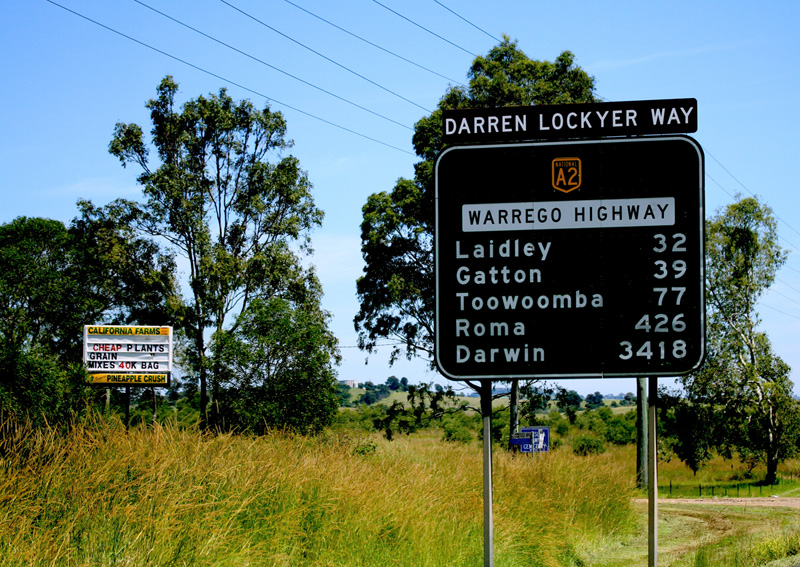 DARREN LOCKYER WAY
NATIONAL
A2
WARREGO HIGHWAY
Laidley 32
Gatton 39
Toowoomba 77
Roma 426
Darwin 3418
CALIFORNIA FARMS
CHEAP PLANTS
GRAIN
MIXES 40K BAG
PINEAPPLE CRUSH